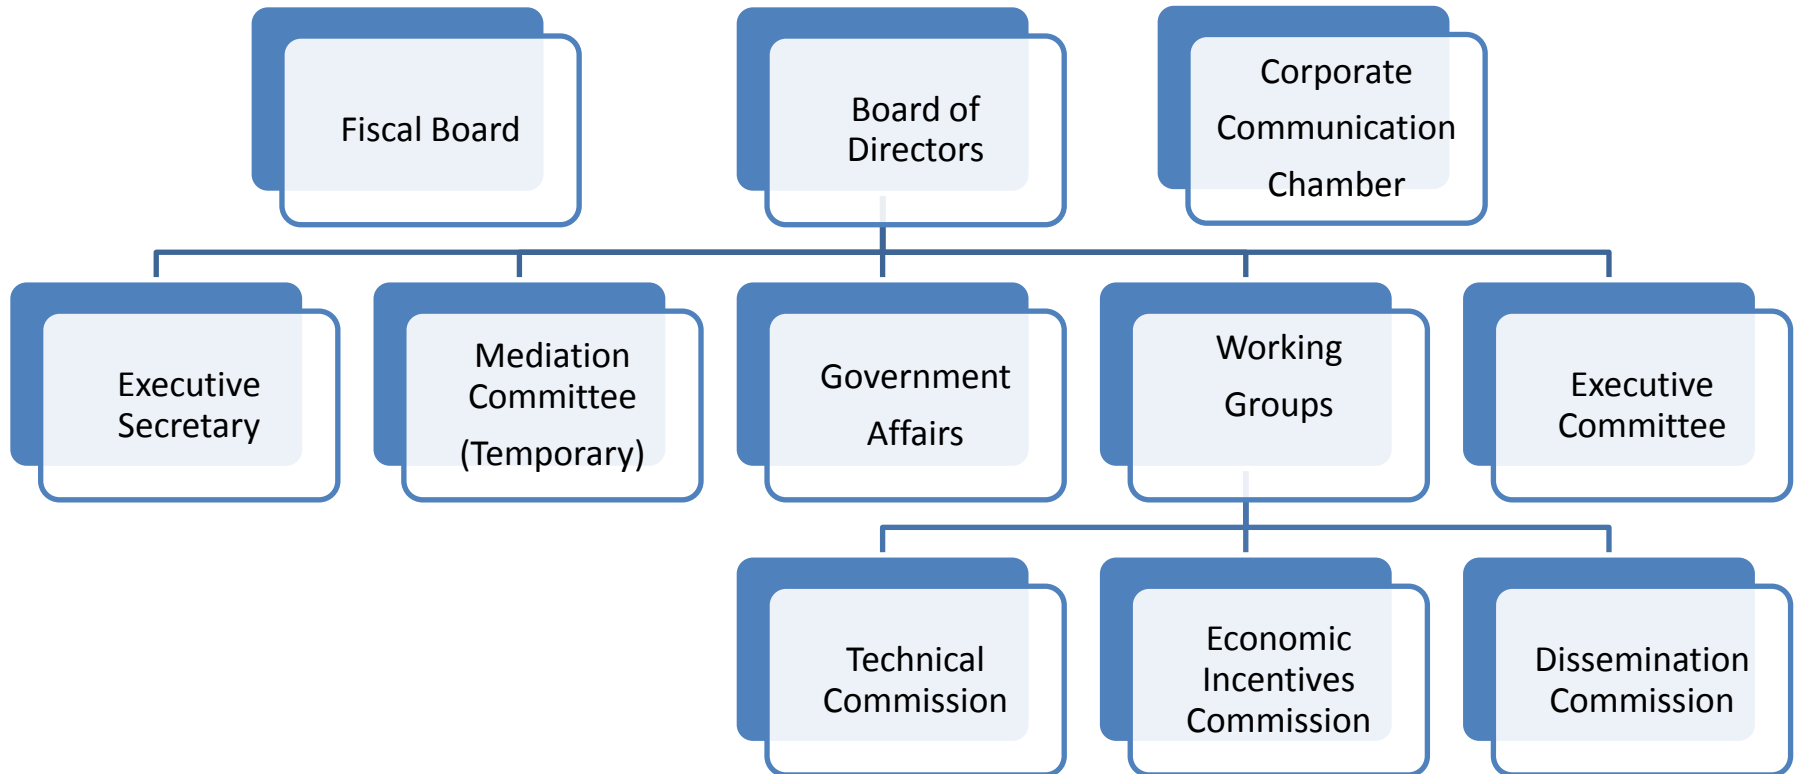 Fiscal Board
Board of
Directors
Corporate
Communication
Chamber
Executive
Secretary
Mediation
Committee
(Temporary)
Government
Affairs
Working
Groups
Executive
Committee
Technical
Commission
Economic
Incentives
Commission
Dissemination
Commission